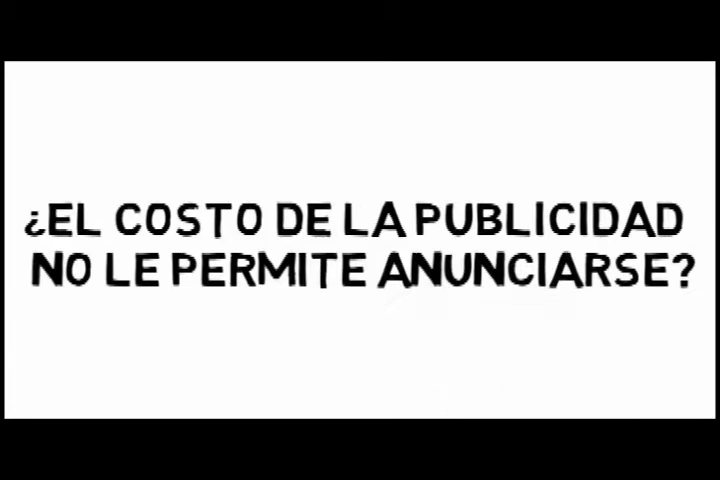 ¿EL COSTO DE LA PUBLICIDAD
NO LE PERMITE ANUNCIARSE?